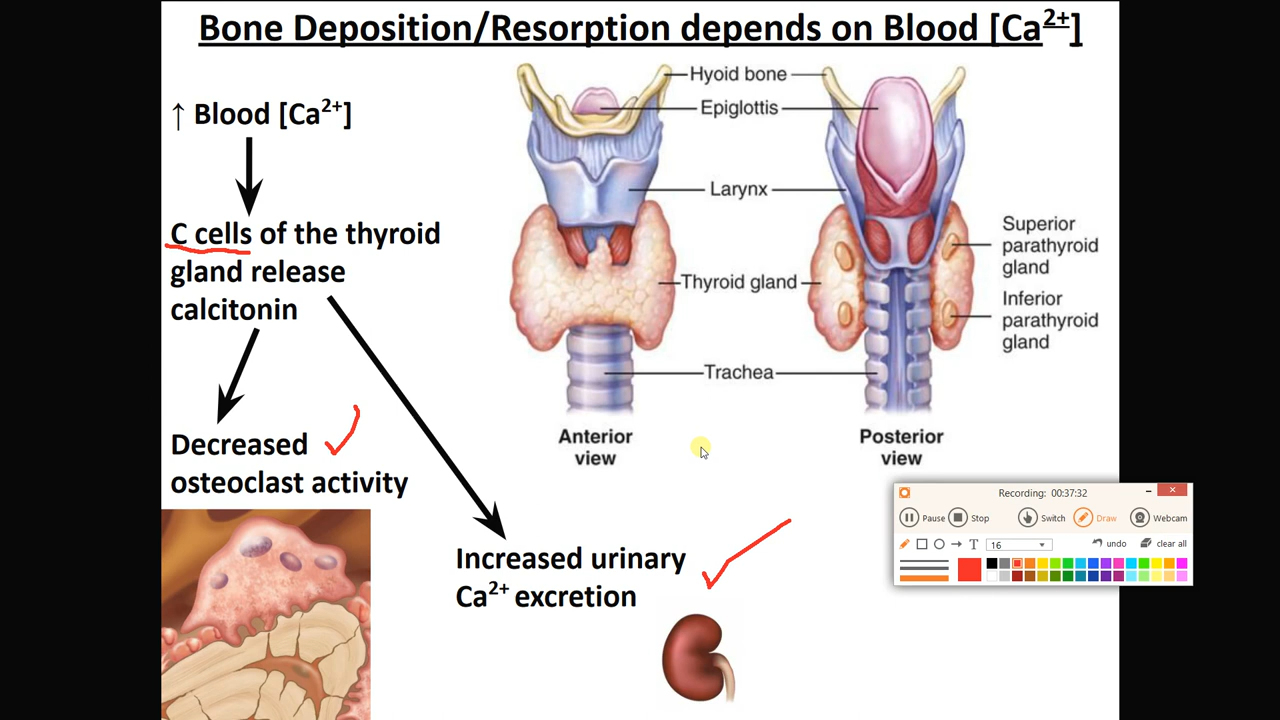 Bone Deposition/Resorption depends on Blood [Ca²⁺]
↑ Blood [Ca²⁺]
C cells of the thyroid
gland release
calcitonin
Decreased
osteoclast activity
Increased urinary
Ca²⁺ excretion
Hyoid bone
Epiglottis
Larynx
Thyroid gland
Trachea
Superior
parathyroid
gland
Inferior
parathyroid
gland
Anterior
view
Posterior
view
Recording: 00:37:32
Pause Stop Switch Draw Webcam
T 16 undo clear all